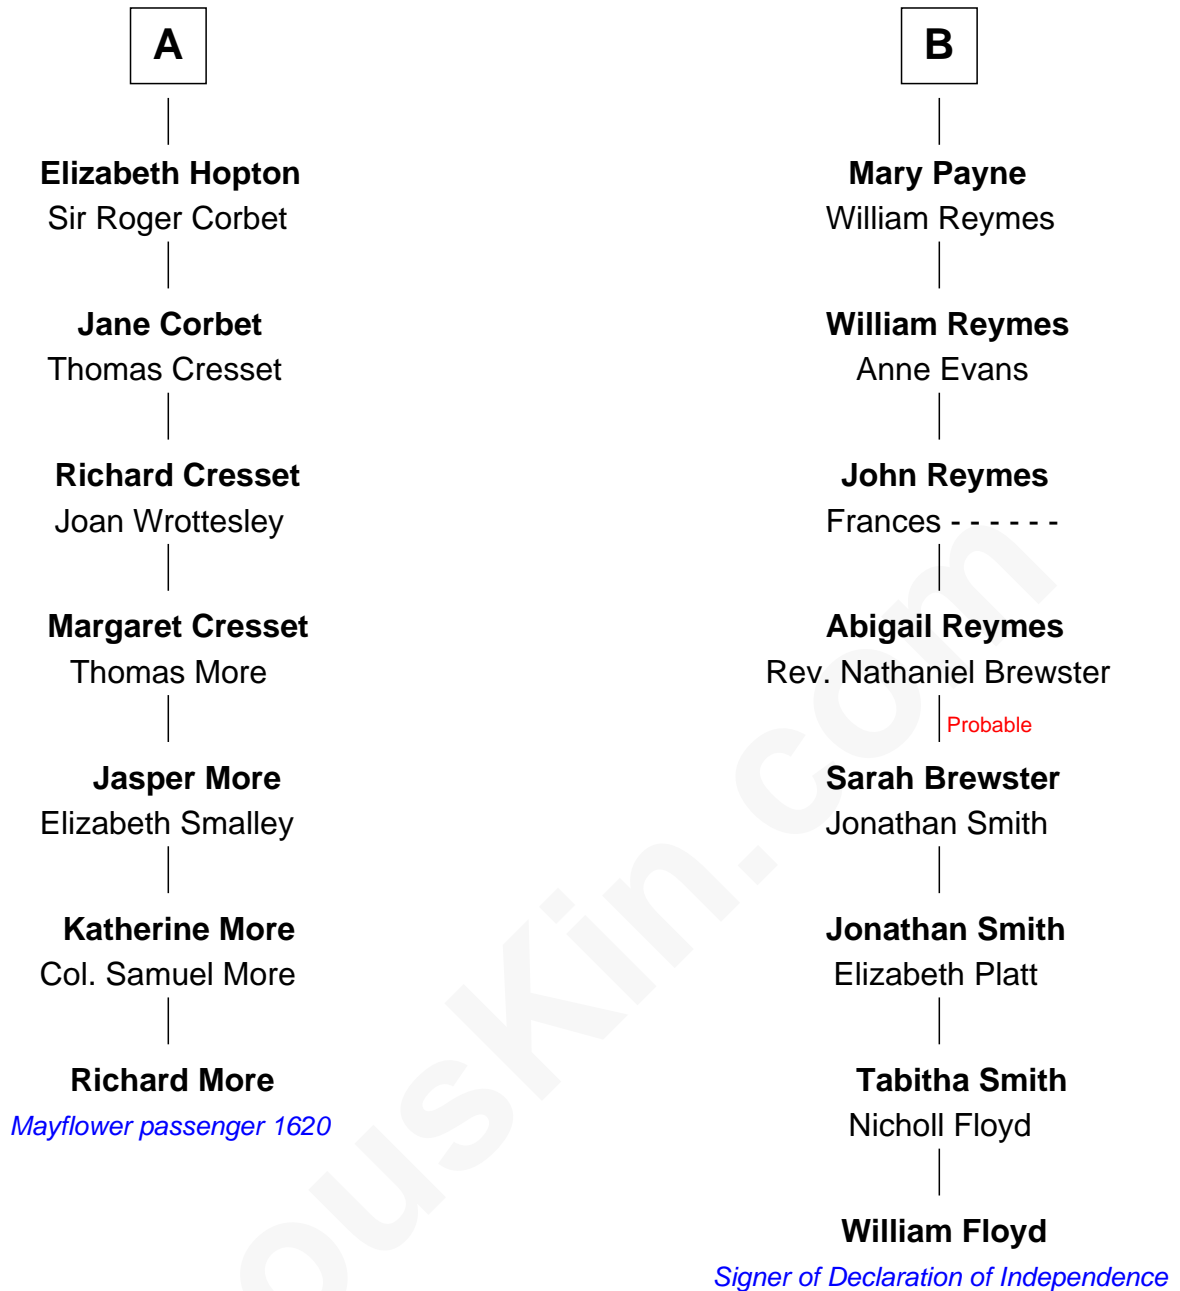 A
Elizabeth Hopton
Sir Roger Corbet
Jane Corbet
Thomas Cresset
Richard Cresset
Joan Wrottesley
Margaret Cresset
Thomas More
Jasper More
Elizabeth Smalley
Katherine More
Col. Samuel More
Richard More
Mayflower passenger 1620
B
Mary Payne
William Reymes
William Reymes
Anne Evans
John Reymes
Frances - - - - - -
Abigail Reymes
Rev. Nathaniel Brewster
Probable
Sarah Brewster
Jonathan Smith
Jonathan Smith
Elizabeth Platt
Tabitha Smith
Nicholl Floyd
William Floyd
Signer of Declaration of Independence
ousKin.com